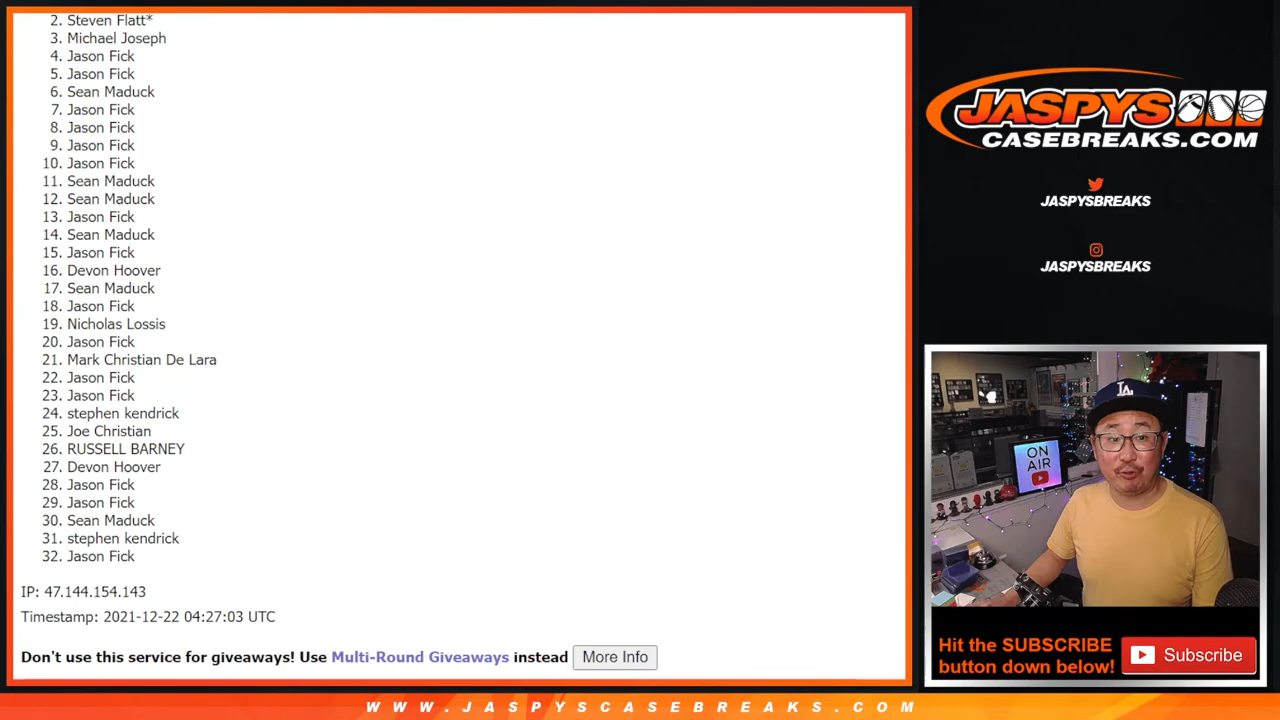 2. Steven Flatt*
3. Michael Joseph
4. Jason Fick
5. Jason Fick
6. Sean Maduck
7. Jason Fick
8. Jason Fick
9. Jason Fick
10. Jason Fick
11. Sean Maduck
12. Sean Maduck
13. Jason Fick
14. Sean Maduck
15. Jason Fick
16. Devon Hoover
17. Sean Maduck
18. Jason Fick
19. Nicholas Lossis
20. Jason Fick
21. Mark Christian De Lara
22. Jason Fick
23. Jason Fick
24. stephen kendrick
25. Joe Christian
26. RUSSELL BARNEY
27. Devon Hoover
28. Jason Fick
29. Jason Fick
30. Sean Maduck
31. stephen kendrick
32. Jason Fick
IP: 47.144.154.143
Timestamp: 2021-12-22 04:27:03 UTC
Don't use this service for giveaways! Use Multi-Round Giveaways instead More Info
JASPYS
CASEBREAKS.COM
JASPYSBREAKS
JASPYSBREAKS
LA
ON
AIR
Hit the SUBSCRIBE
button down below!
Subscribe
WWW.JASPYSCASEBREAKS.COM